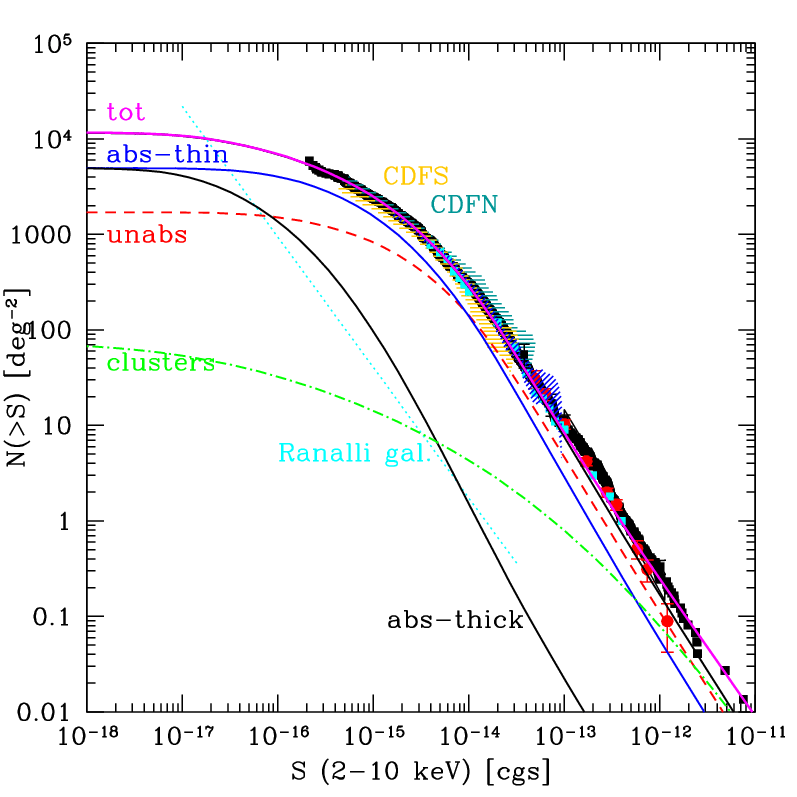 10⁵
tot
10⁴
abs−thin
CDFS
CDFN
1000
unabs
N(>S) [deg⁻²]
100
clusters
10
Ranalli gal.
1
abs−thick
0.1
0.01
10⁻¹⁸ 10⁻¹⁷ 10⁻¹⁶ 10⁻¹⁵ 10⁻¹⁴ 10⁻¹³ 10⁻¹² 10⁻¹¹
S (2−10 keV) [cgs]